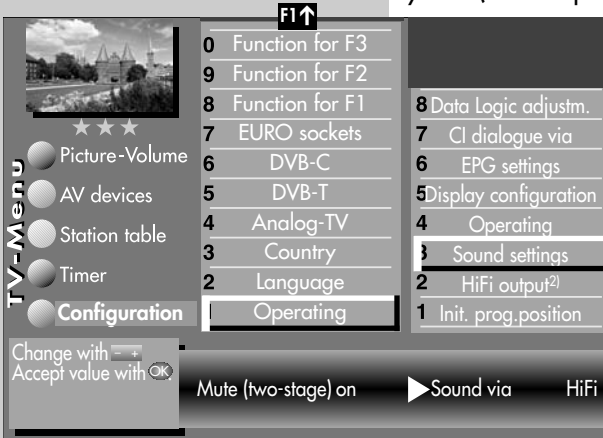 F1↑
0 Function for F3
9 Function for F2
8 Function for F1
7 EURO sockets
6 DVB-C
5 DVB-T
4 Analog-TV
3 Country
2 Language
Operating
8 Data Logic adjustm.
7 CI dialogue via
6 EPG settings
5 Display configuration
4 Operating
3 Sound settings
2 HiFi output2)
1 Init. prog.position
TV-Menu
Picture-Volume
AV devices
Station table
Timer
Configuration
Change with - +
Accept value with OK.
Mute (two-stage) on
Sound via HiFi